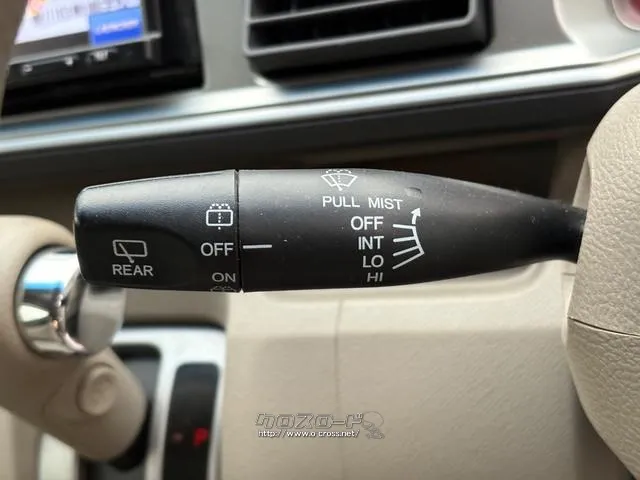 PULL MIST
OFF
INT
LO
HI
OFF
ON
REAR
クロスロード
http://www.o-cross.net/
P